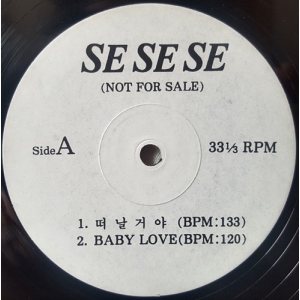 SE SE SE
(NOT FOR SALE)
Side A 33⅓ RPM
1. 떠 날 거 야 (BPM:133)
2. BABY LOVE(BPM:120)